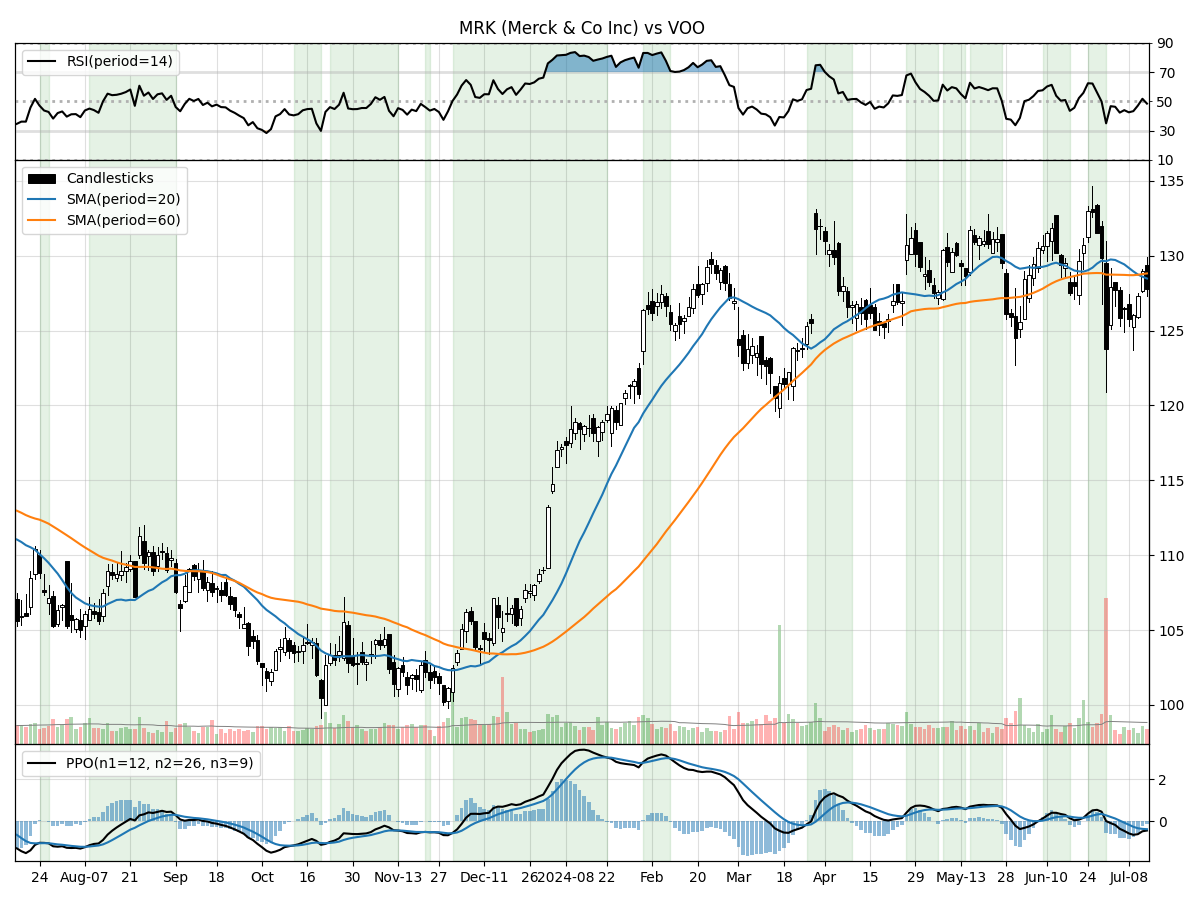 MRK (Merck & Co Inc) vs VOO
RSI(period=14)
90
70
50
30
10
Candlesticks
SMA(period=20)
SMA(period=60)
135
130
125
120
115
110
105
100
PPO(n1=12, n2=26, n3=9)
2
0
24 Aug-07 21 Sep 18 Oct 16 30 Nov-13 27 Dec-11 26 2024-08 22 Feb 20 Mar 18 Apr 15 29 May-13 28 Jun-10 24 Jul-08